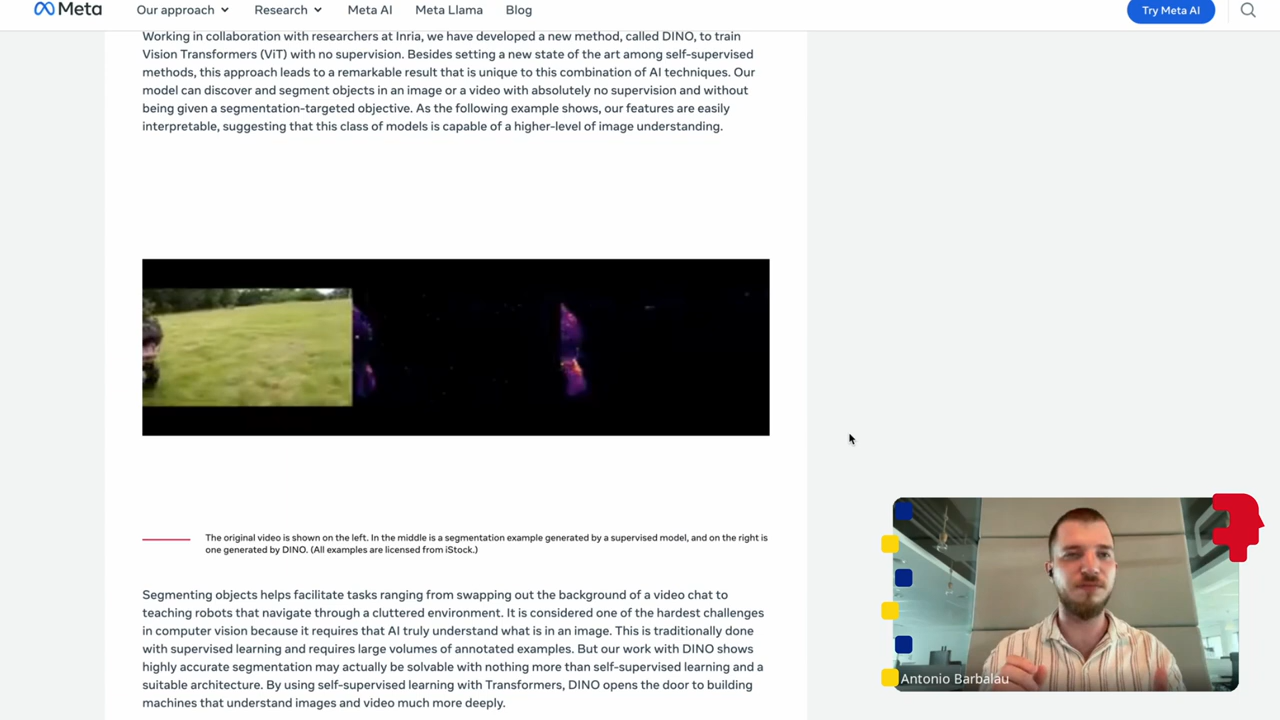 Meta
Our approach
Research
Meta AI
Meta Llama
Blog
Try Meta AI
Working in collaboration with researchers at Inria, we have developed a new method, called DINO, to train
Vision Transformers (ViT) with no supervision. Besides setting a new state of the art among self-supervised
methods, this approach leads to a remarkable result that is unique to this combination of AI techniques. Our
model can discover and segment objects in an image or a video with absolutely no supervision and without
being given a segmentation-targeted objective. As the following example shows, our features are easily
interpretable, suggesting that this class of models is capable of a higher-level of image understanding.
The original video is shown on the left. In the middle is a segmentation example generated by a supervised model, and on the right is
one generated by DINO. (All examples are licensed from iStock.)
Segmenting objects helps facilitate tasks ranging from swapping out the background of a video chat to
teaching robots that navigate through a cluttered environment. It is considered one of the hardest challenges
in computer vision because it requires that AI truly understand what is in an image. This is traditionally done
with supervised learning and requires large volumes of annotated examples. But our work with DINO shows
highly accurate segmentation may actually be solvable with nothing more than self-supervised learning and a
suitable architecture. By using self-supervised learning with Transformers, DINO opens the door to building
machines that understand images and video much more deeply.
Antonio Barbalau